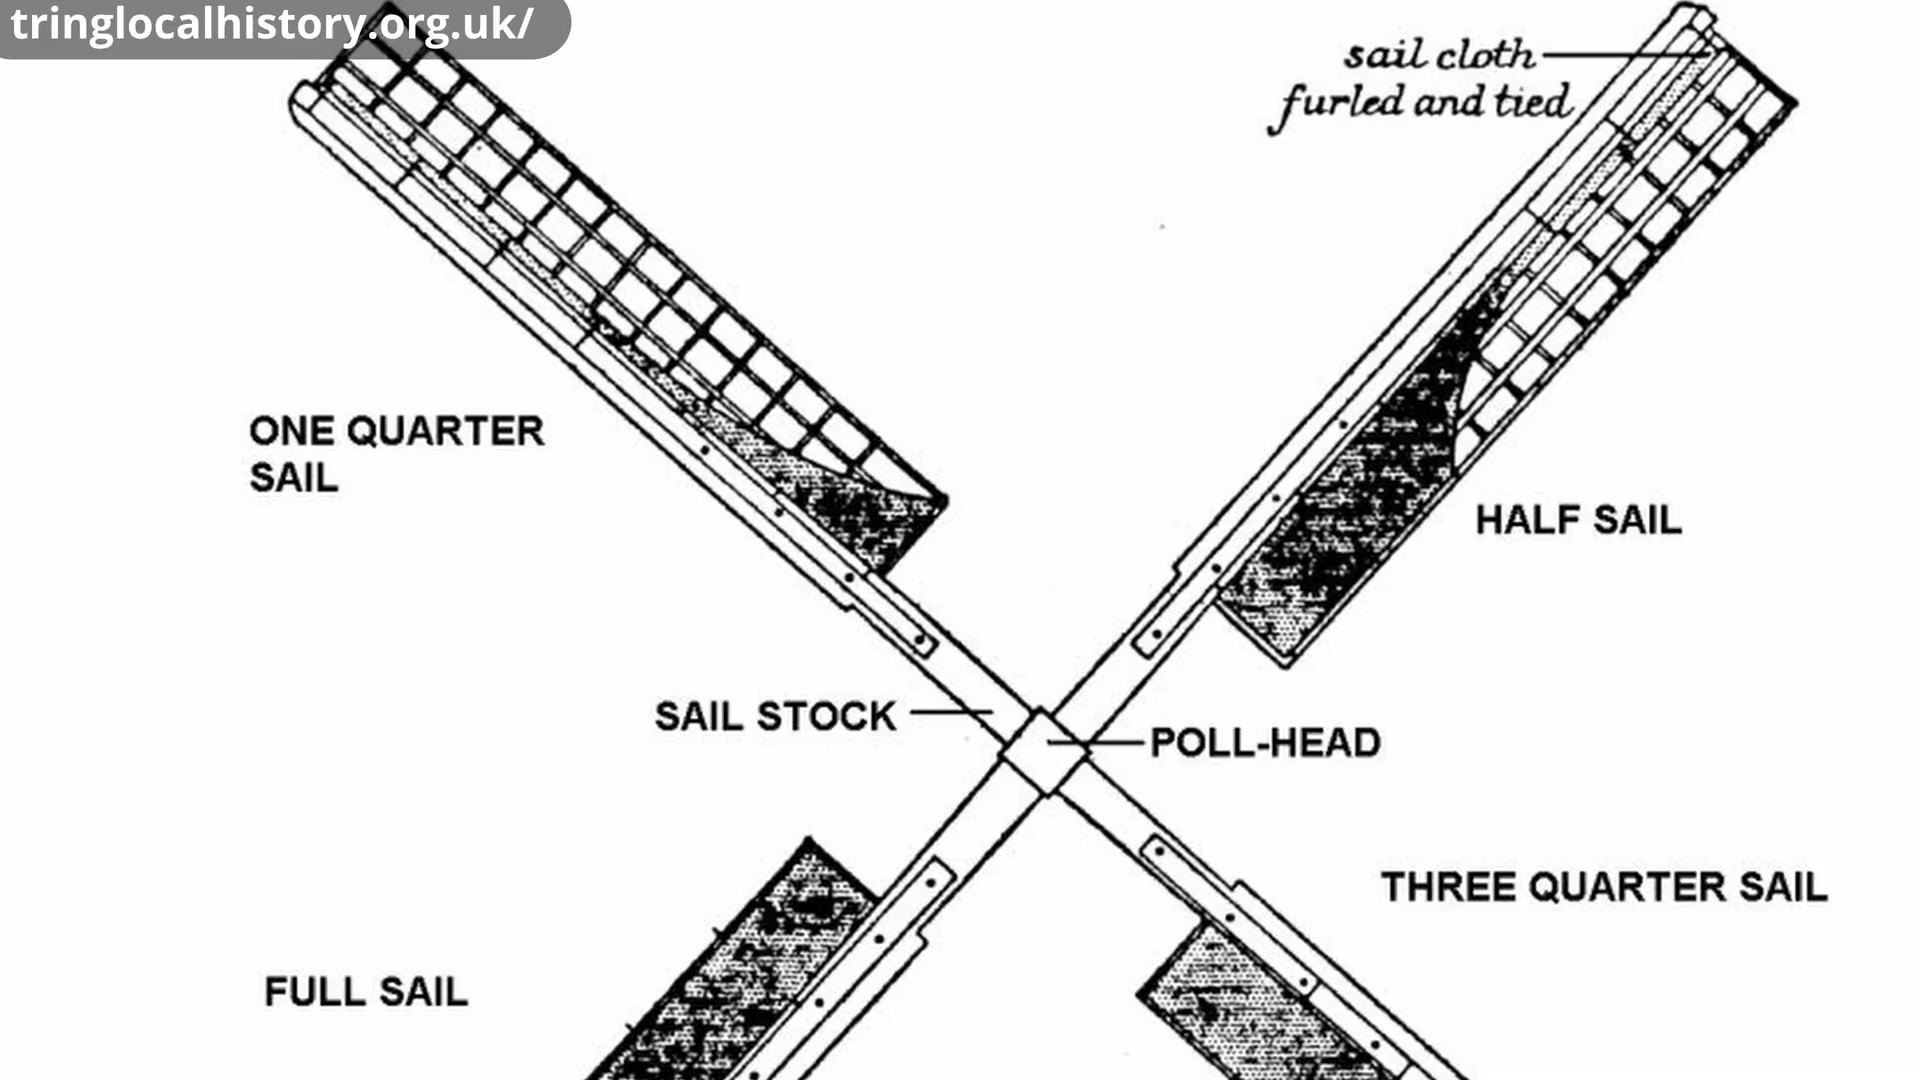 tringlocalhistory.org.uk/
sail cloth
furled and tied
ONE QUARTER
SAIL
HALF SAIL
SAIL STOCK
POLL-HEAD
THREE QUARTER SAIL
FULL SAIL